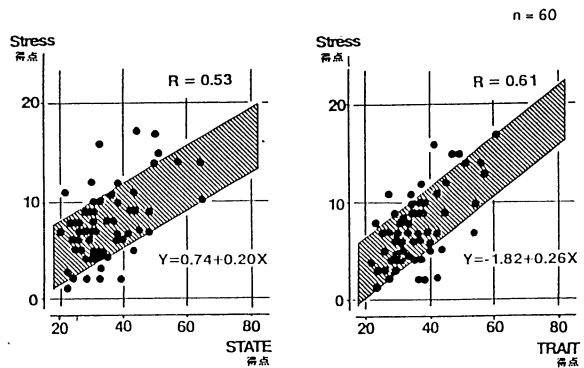 n = 60
Stress
得点
R = 0.53
20
10
0
Y=0.74+0.20X
20
40
60
80
STATE
得点
Stress
得点
R = 0.61
20
10
0
Y=-1.82+0.26X
20
40
60
80
TRAIT
得点